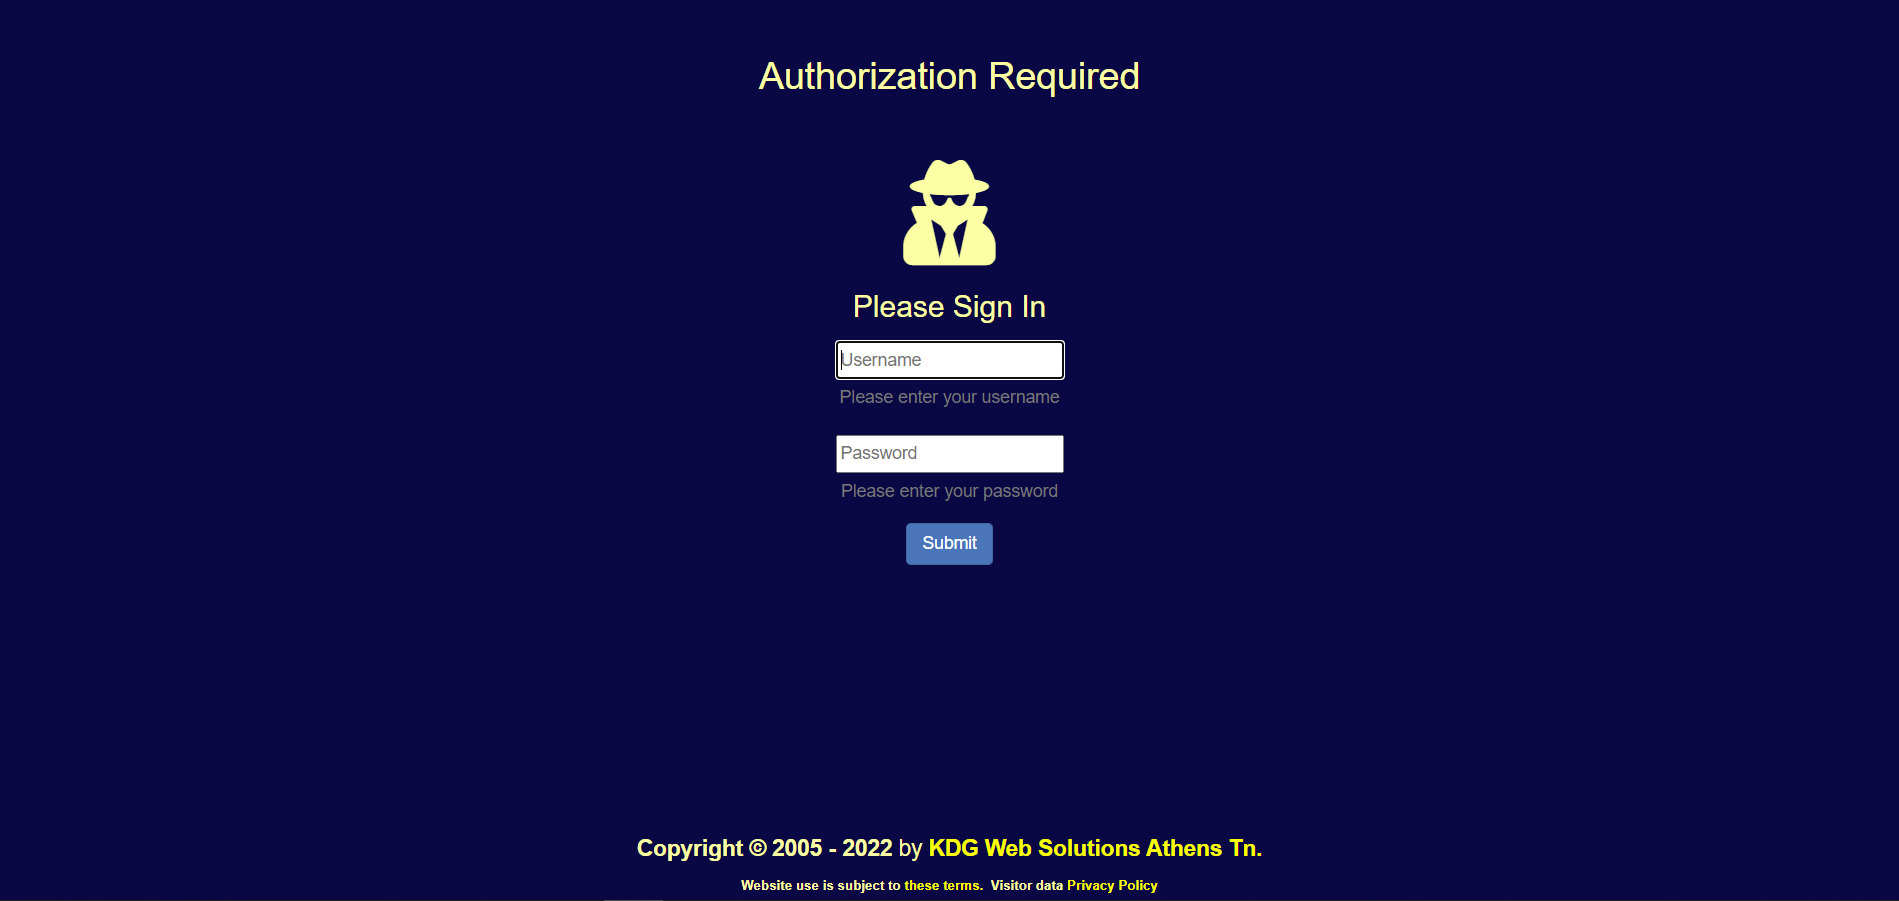 Authorization Required
Please Sign In
Username
Please enter your username
Password
Please enter your password
Submit
Copyright © 2005 - 2022 by KDG Web Solutions Athens Tn.
Website use is subject to these terms. Visitor data Privacy Policy